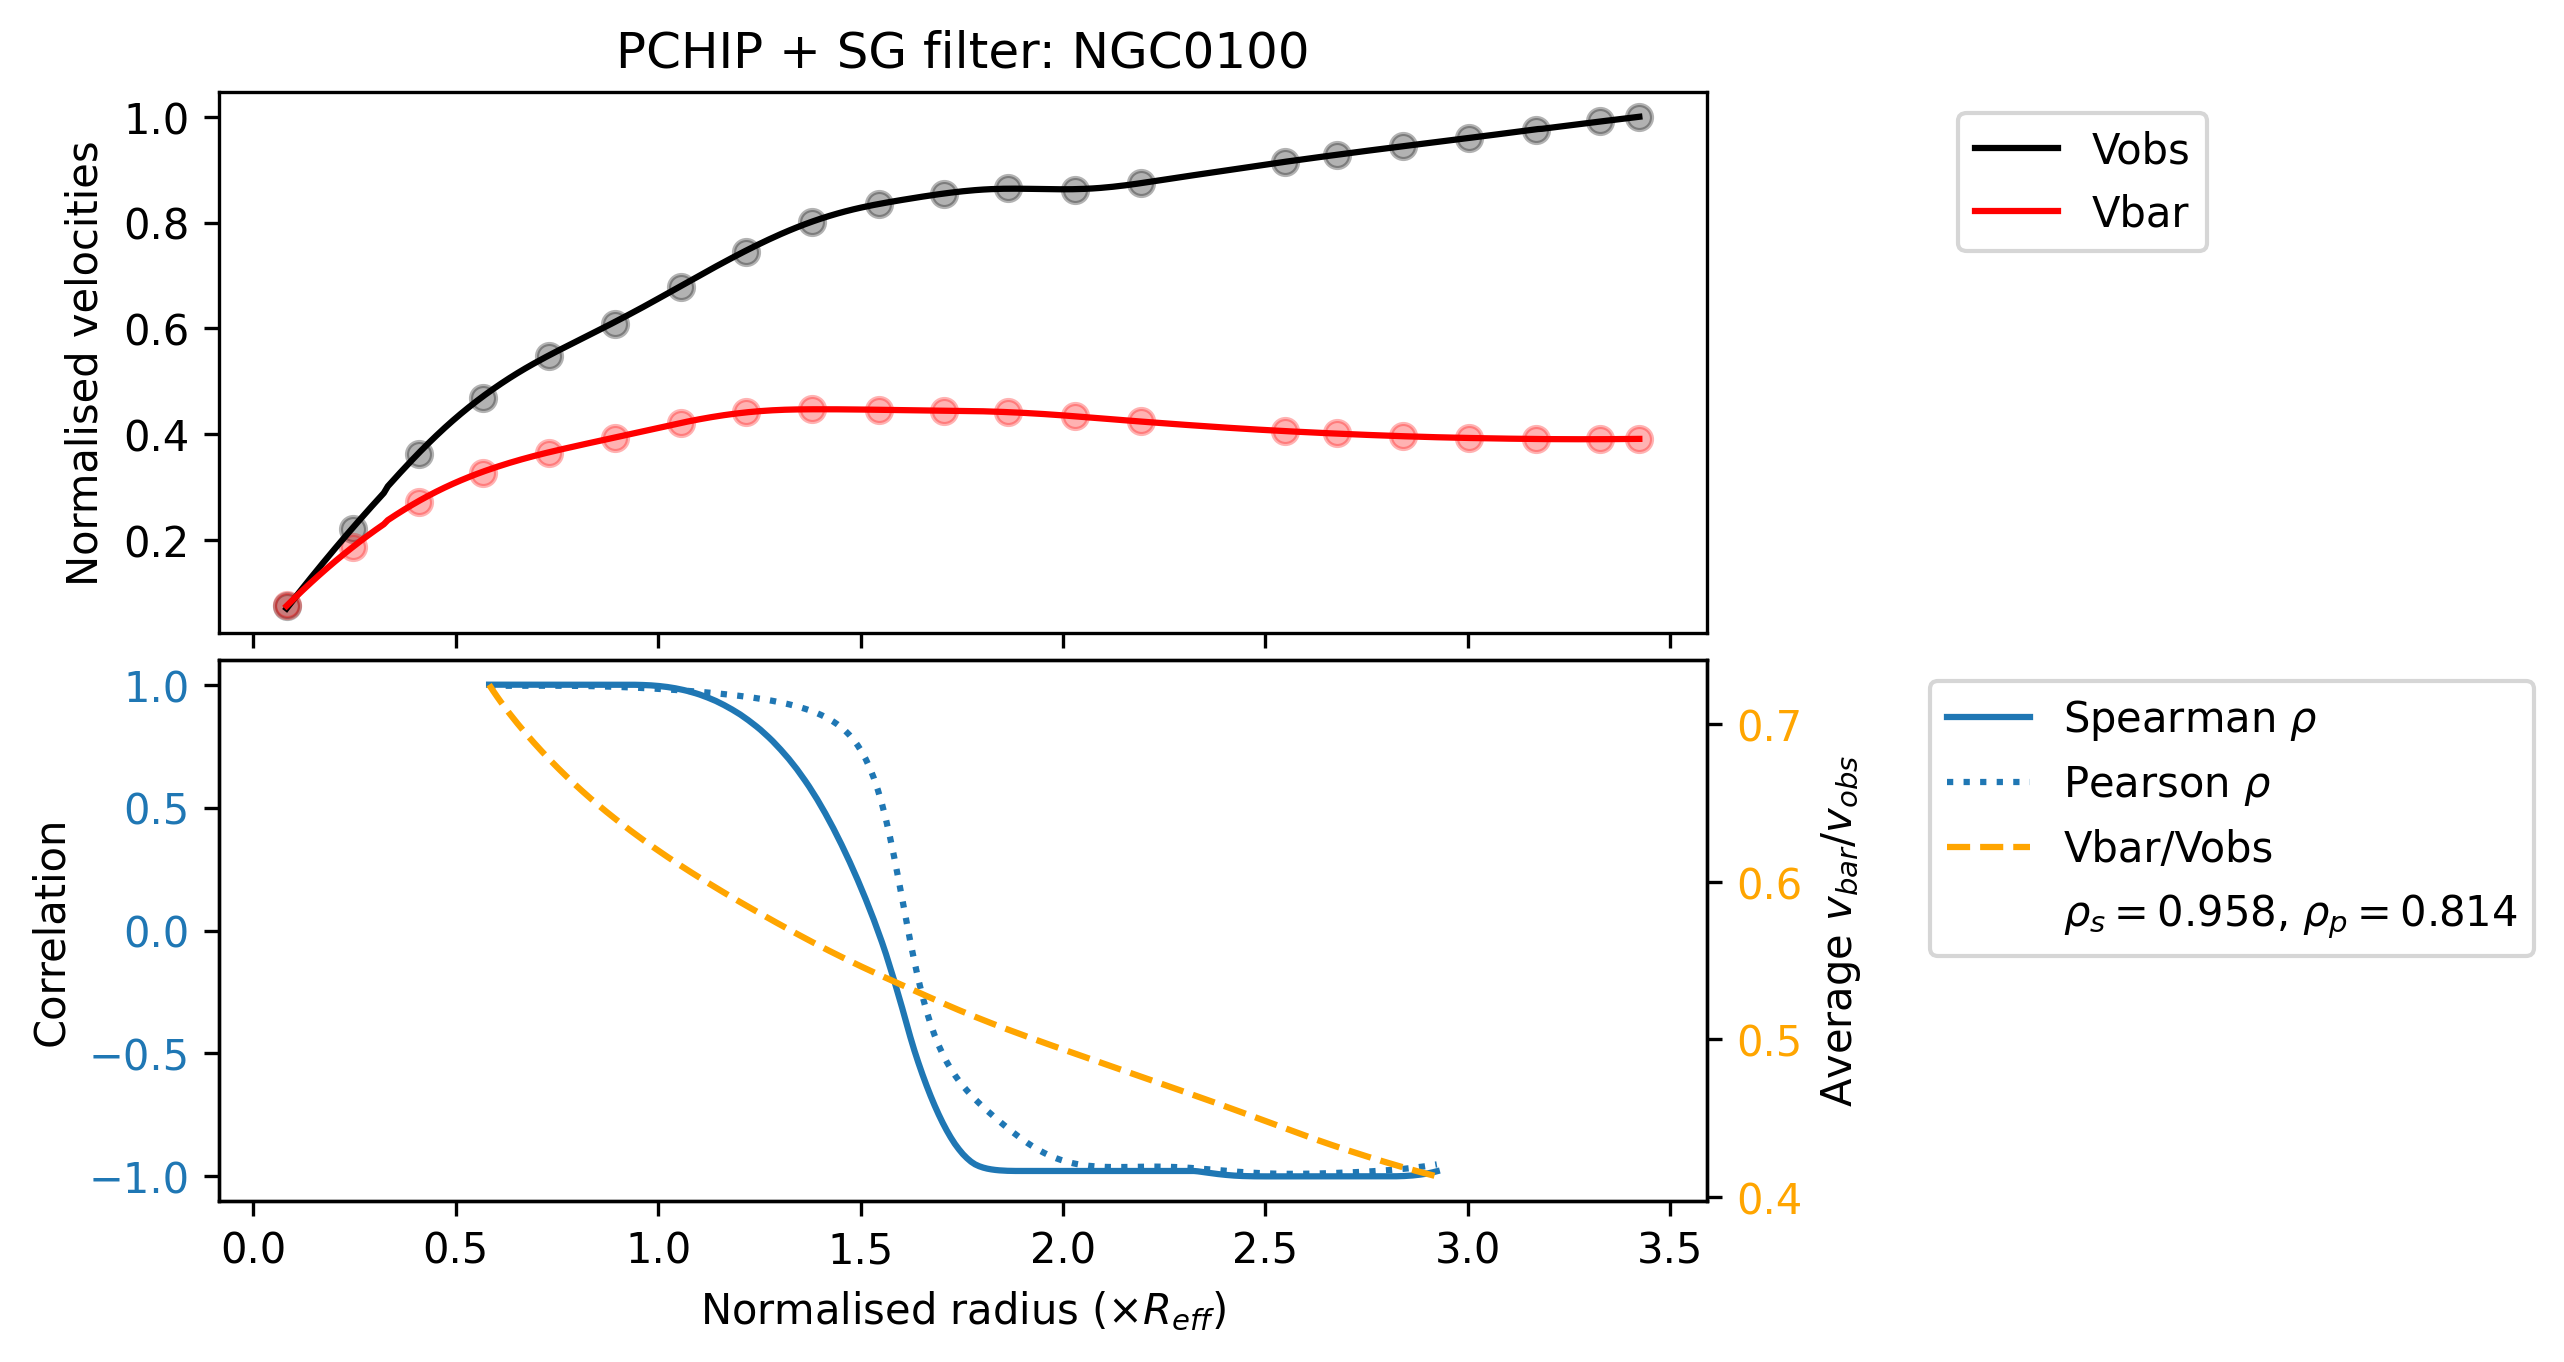 PCHIP + SG filter: NGC0100
Normalised velocities
1.0
0.8
0.6
0.4
0.2
Vobs
Vbar
Correlation
1.0
0.5
0.0
−0.5
−1.0
0.7
0.6
0.5
0.4
Average v_bar/v_obs
Spearman ρ
Pearson ρ
Vbar/Vobs
ρ_s = 0.958, ρ_p = 0.814
0.0 0.5 1.0 1.5 2.0 2.5 3.0 3.5
Normalised radius (×R_eff)